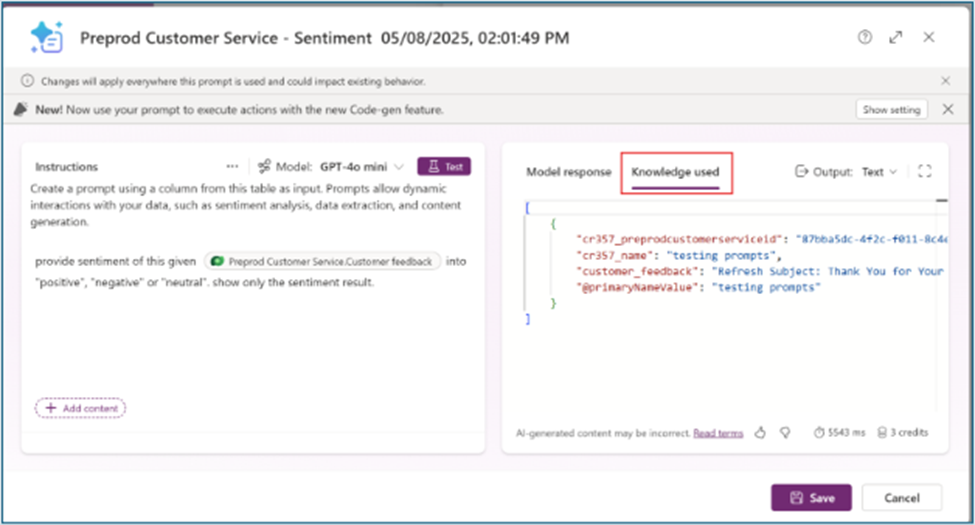 Preprod Customer Service - Sentiment 05/08/2025, 02:01:49 PM
Changes will apply everywhere this prompt is used and could impact existing behavior.
New! Now use your prompt to execute actions with the new Code-gen feature.
Show setting
Instructions
Model: GPT-4o mini
Test
Create a prompt using a column from this table as input. Prompts allow dynamic
interactions with your data, such as sentiment analysis, data extraction, and content
generation.
provide sentiment of this given Preprod Customer Service.Customer feedback into
"positive", "negative" or "neutral". show only the sentiment result.
+ Add content
Model response
Knowledge used
Output: Text
[
{
"cr357_preprodcustomerserviceid": "87bba5dc-4f2c-f011-8c4e
"cr357_name": "testing prompts",
"customer_feedback": "Refresh Subject: Thank You for Your
"@primaryNameValue": "testing prompts"
}
]
AI-generated content may be incorrect. Read terms
5543 ms
3 credits
Save
Cancel